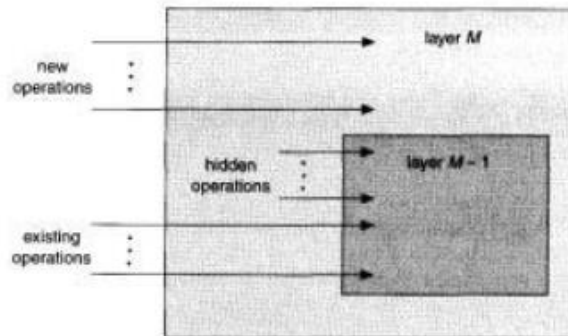 layer M
new
operations
layer M – 1
hidden
operations
existing
operations